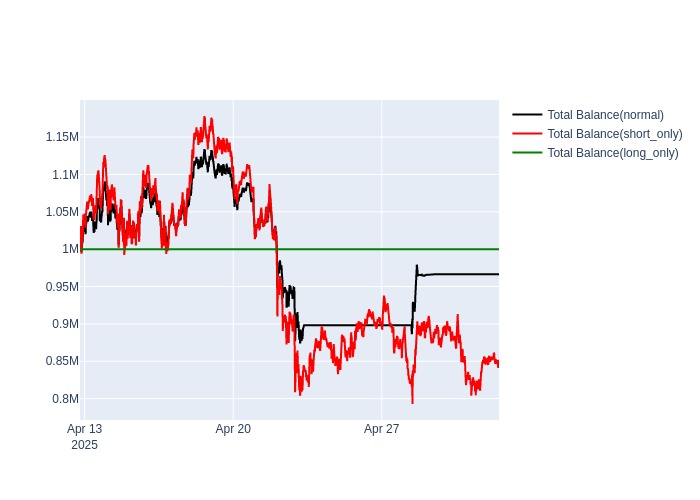 Total Balance(normal)
Total Balance(short_only)
Total Balance(long_only)
1.15M
1.1M
1.05M
1M
0.95M
0.9M
0.85M
0.8M
Apr 13
2025
Apr 20
Apr 27